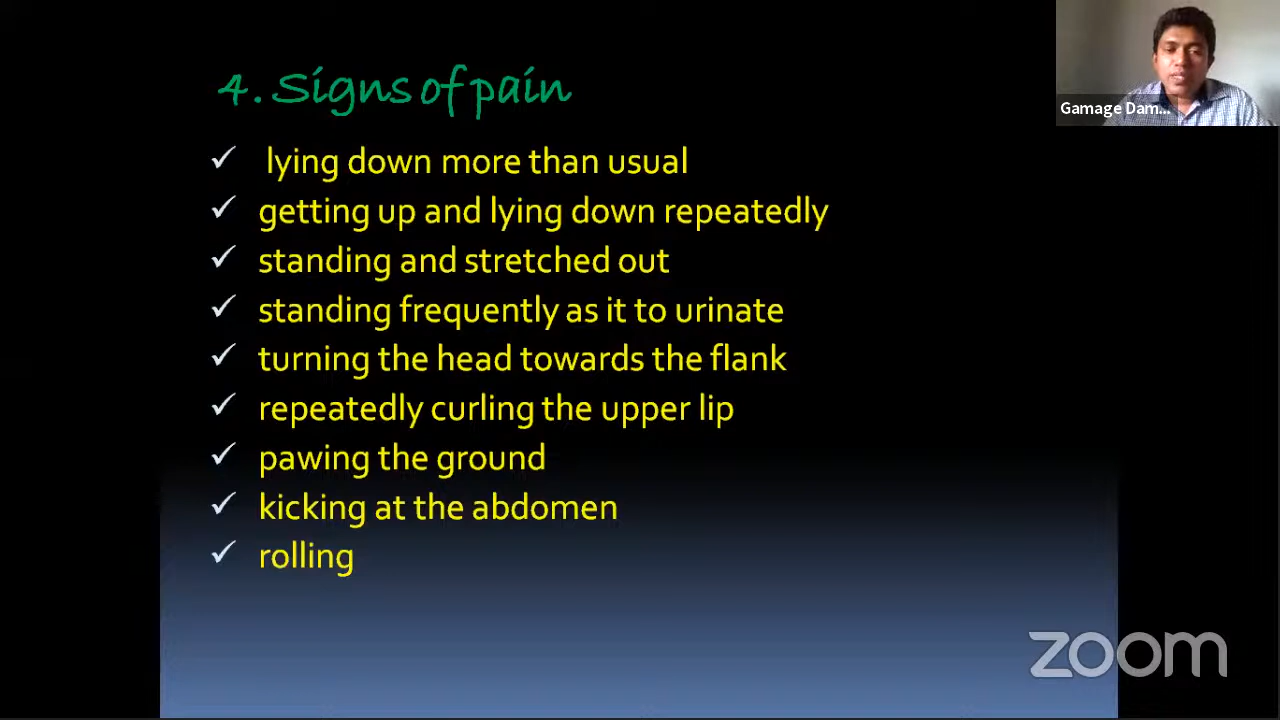 4. Signs of pain
✓ lying down more than usual
✓ getting up and lying down repeatedly
✓ standing and stretched out
✓ standing frequently as it to urinate
✓ turning the head towards the flank
✓ repeatedly curling the upper lip
✓ pawing the ground
✓ kicking at the abdomen
✓ rolling
Gamage Dam...
zoom